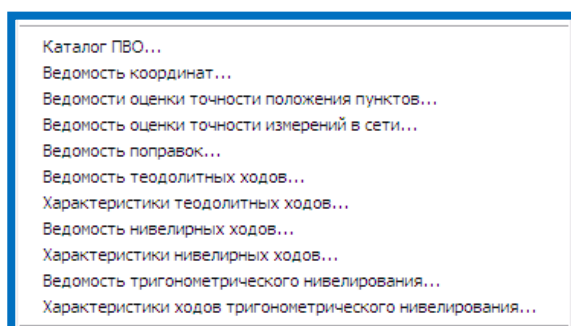 Каталог ПВО...
Ведомость координат...
Ведомости оценки точности положения пунктов...
Ведомость оценки точности измерений в сети...
Ведомость поправок...
Ведомость теодолитных ходов...
Характеристики теодолитных ходов...
Ведомость нивелирных ходов...
Характеристики нивелирных ходов...
Ведомость тригонометрического нивелирования...
Характеристики ходов тригонометрического нивелирования...